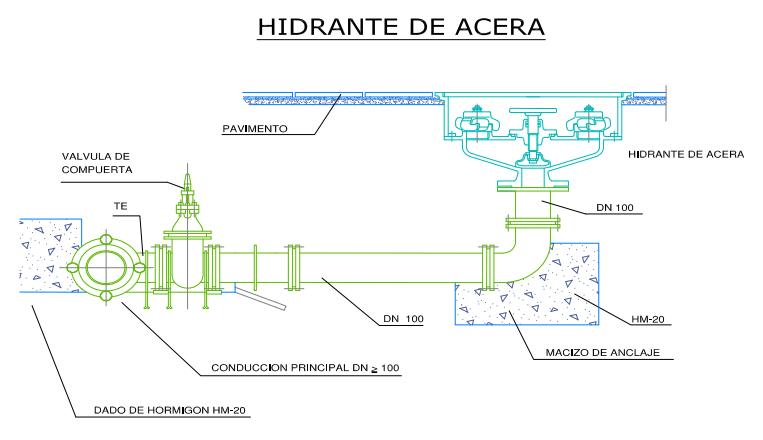 HIDRANTE DE ACERA
PAVIMENTO
VALVULA DE
COMPUERTA
HIDRANTE DE ACERA
TE
DN 100
DN 100
HM-20
MACIZO DE ANCLAJE
CONDUCCION PRINCIPAL DN ≥ 100
DADO DE HORMIGON HM-20